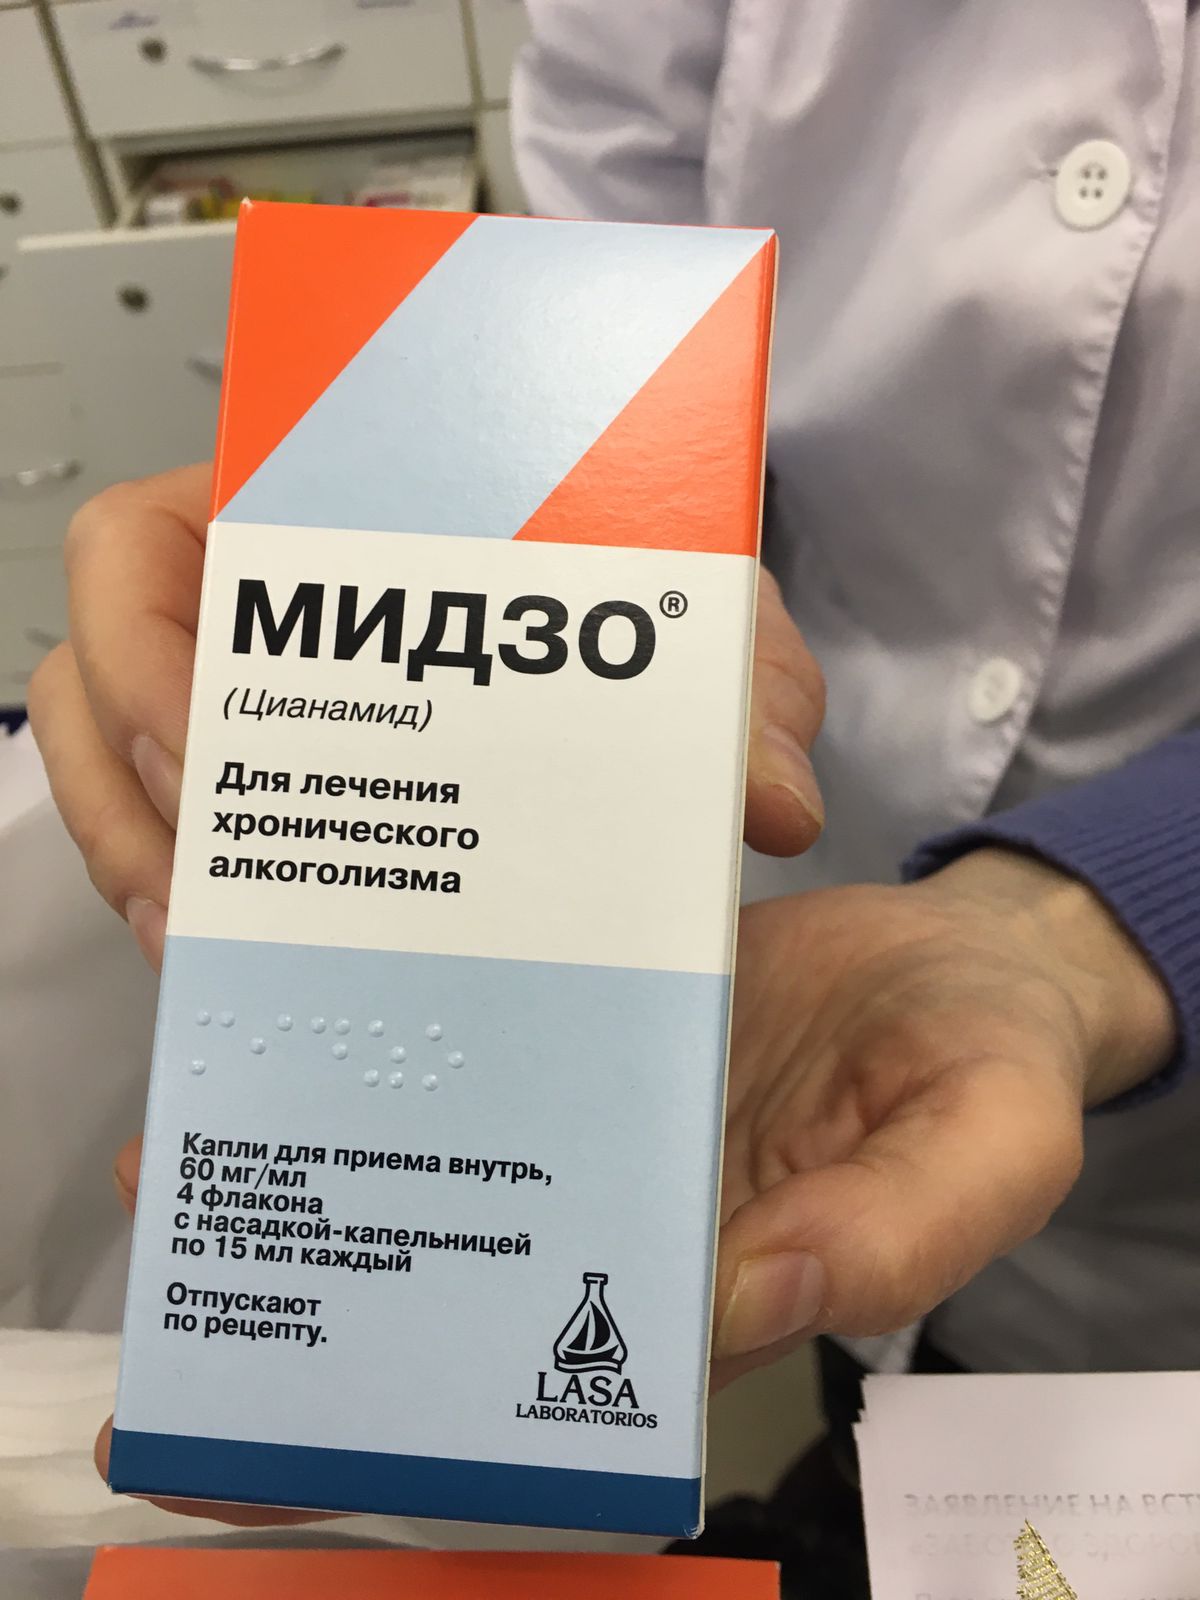 МИДЗО®
(Цианамид)
Для лечения
хронического
алкоголизма
Капли для приема внутрь,
60 мг/мл
4 флакона
с насадкой-капельницей
по 15 мл каждый
Отпускают
по рецепту.
LASA
LABORATORIOS